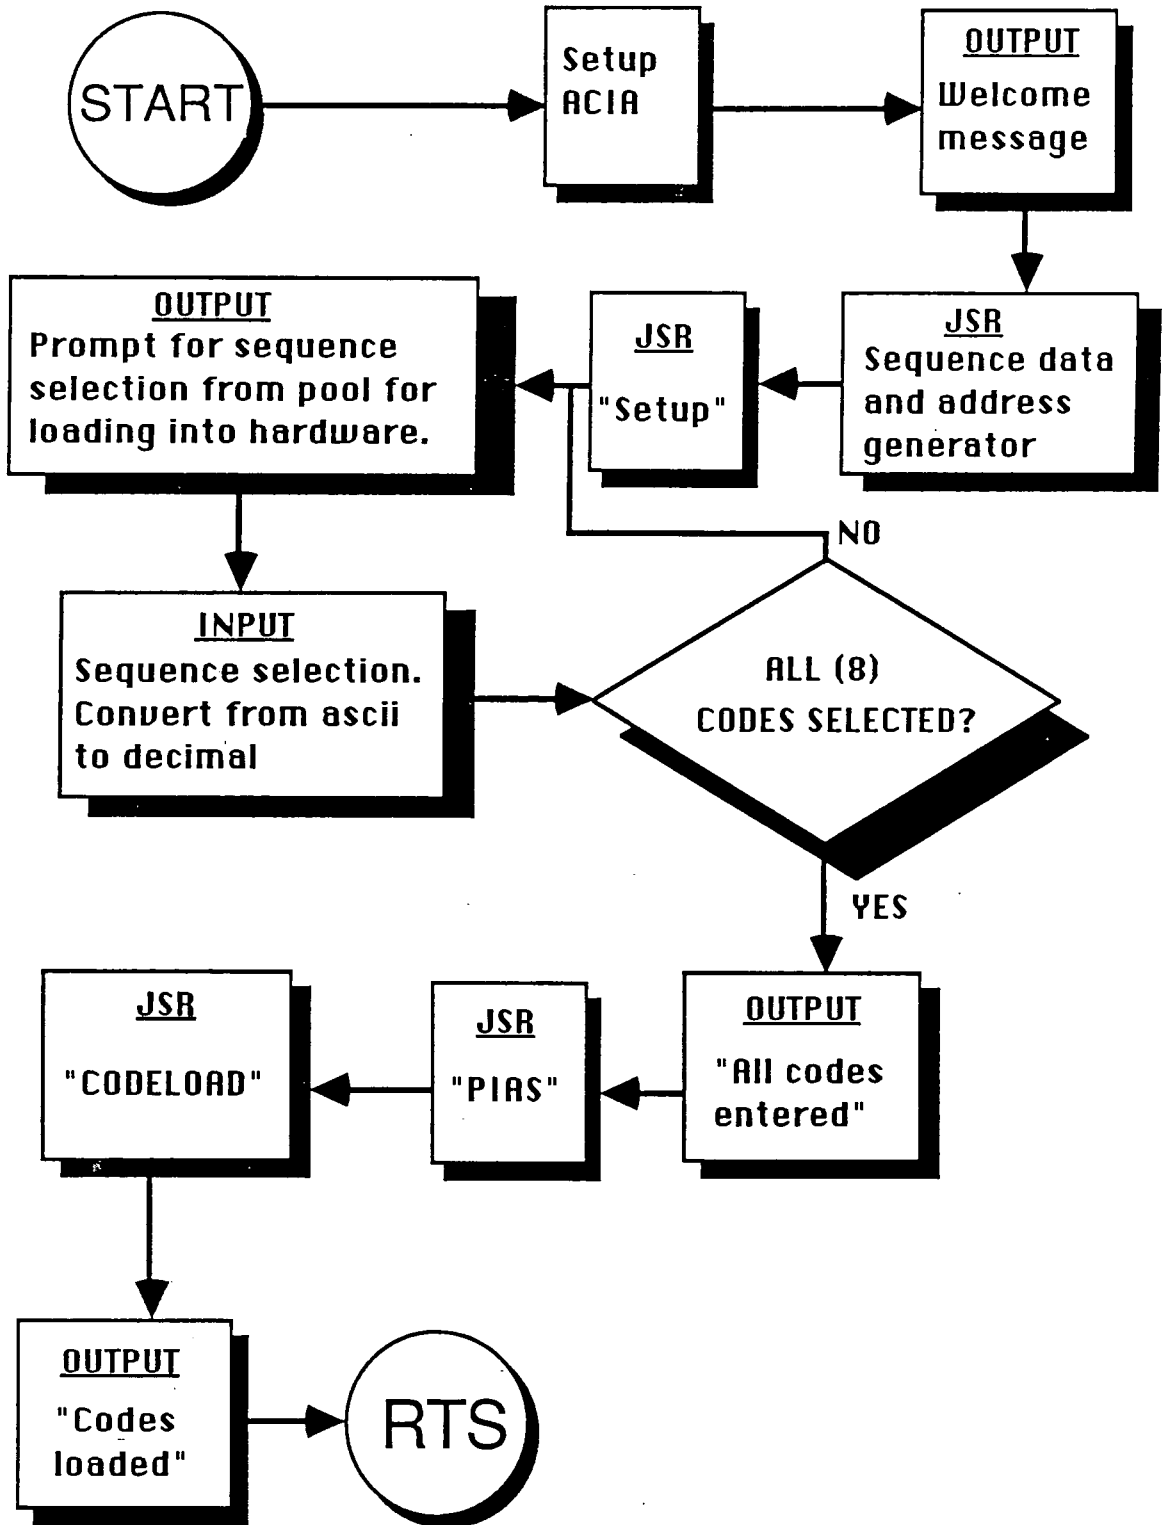 START
Setup
ACIA
OUTPUT
Welcome
message
JSR
Sequence data
and address
generator
JSR
"Setup"
OUTPUT
Prompt for sequence
selection from pool for
loading into hardware.
INPUT
Sequence selection.
Convert from ascii
to decimal
ALL (8)
CODES SELECTED?
NO
YES
OUTPUT
"All codes
entered"
JSR
"PIAS"
JSR
"CODELOAD"
OUTPUT
"Codes
loaded"
RTS